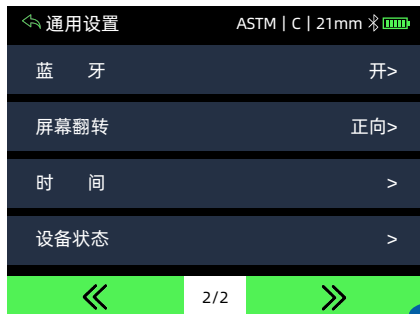 通用设置 ASTM | C | 21mm
蓝 牙 开>
屏幕翻转 正向>
时 间 >
设备状态 >
2/2